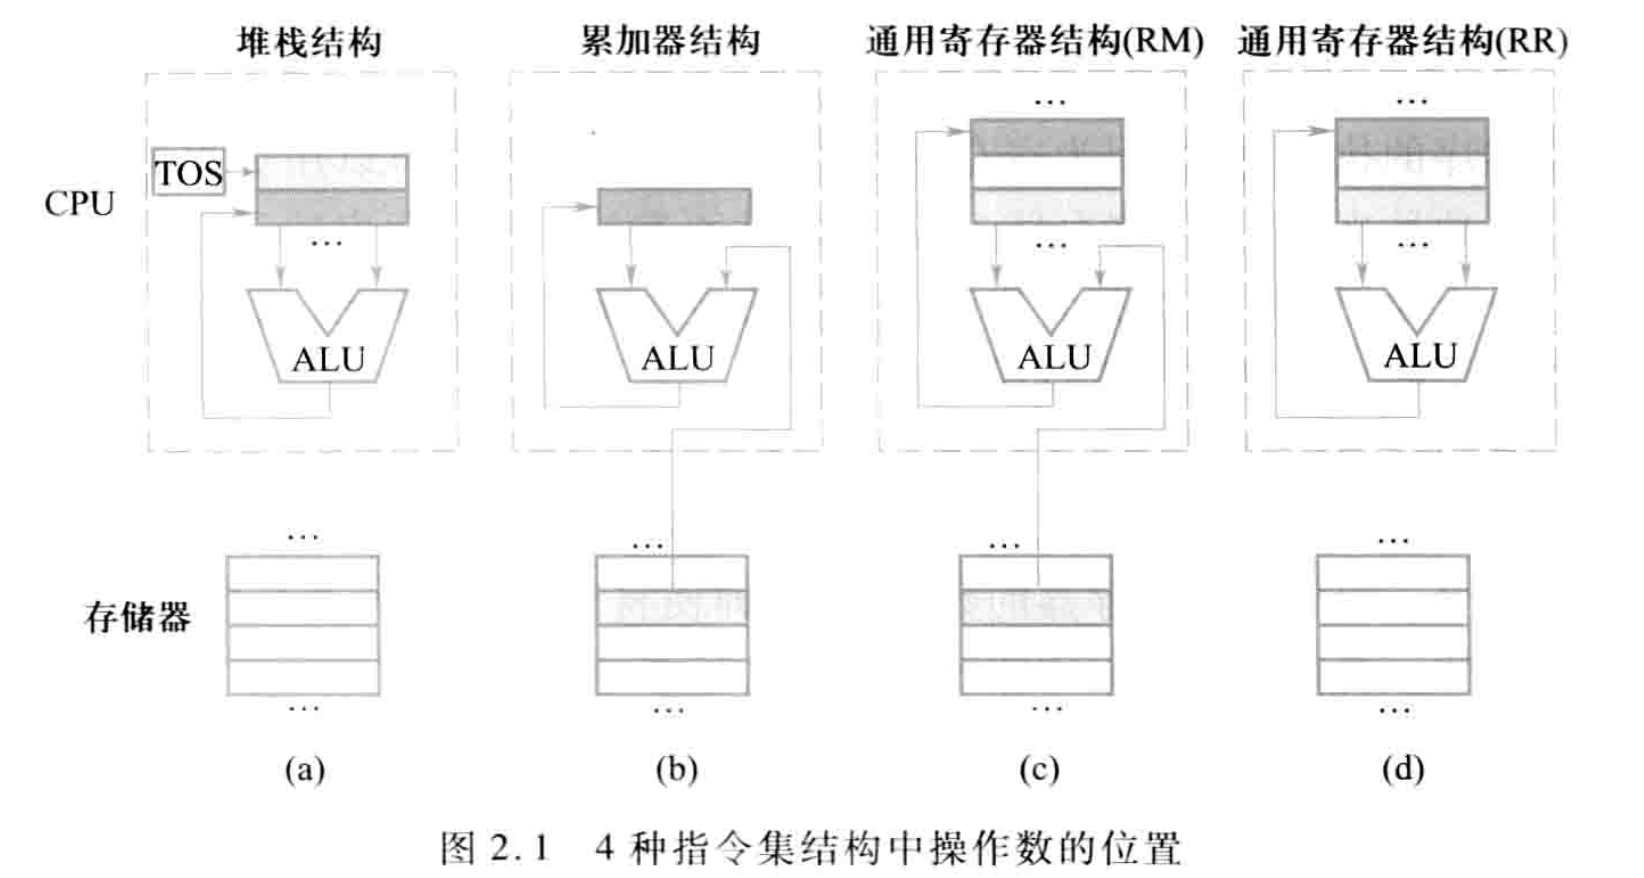 堆栈结构 累加器结构 通用寄存器结构(RM) 通用寄存器结构(RR)
… …
TOS
CPU
… … …
ALU ALU ALU ALU
… … … …
存储器
… … … …
(a) (b) (c) (d)
图 2.1 4 种指令集结构中操作数的位置